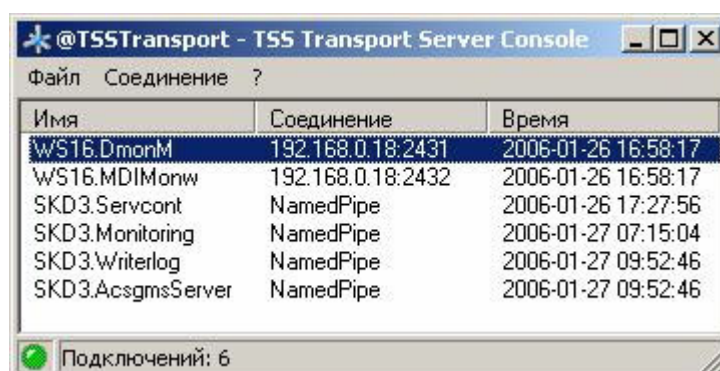 @TSSTransport - TSS Transport Server Console
Файл Соединение ?
Имя Соединение Время
WS16.DmonM 192.168.0.18:2431 2006-01-26 16:58:17
WS16.MDIMonw 192.168.0.18:2432 2006-01-26 16:58:17
SKD3.Servcont NamedPipe 2006-01-26 17:27:56
SKD3.Monitoring NamedPipe 2006-01-27 07:15:04
SKD3.Writerlog NamedPipe 2006-01-27 09:52:46
SKD3.AcsgmsServer NamedPipe 2006-01-27 09:52:46
Подключений: 6